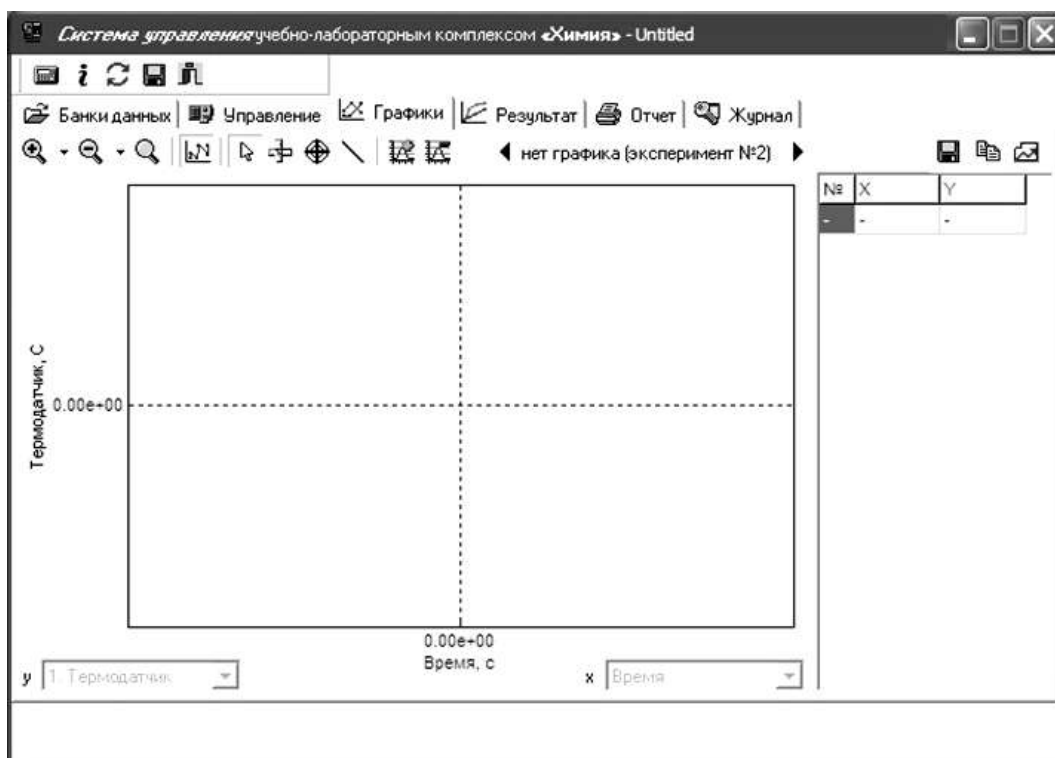 Система управления учебно-лабораторным комплексом «Химия» - Untitled
Банки данных Управление Графики Результат Отчет Журнал
нет графика (эксперимент №2)
№ X Y
- - -
Термодатчик, С
0.00e+00
0.00e+00
Время, с
y 1. Термодатчик x Время